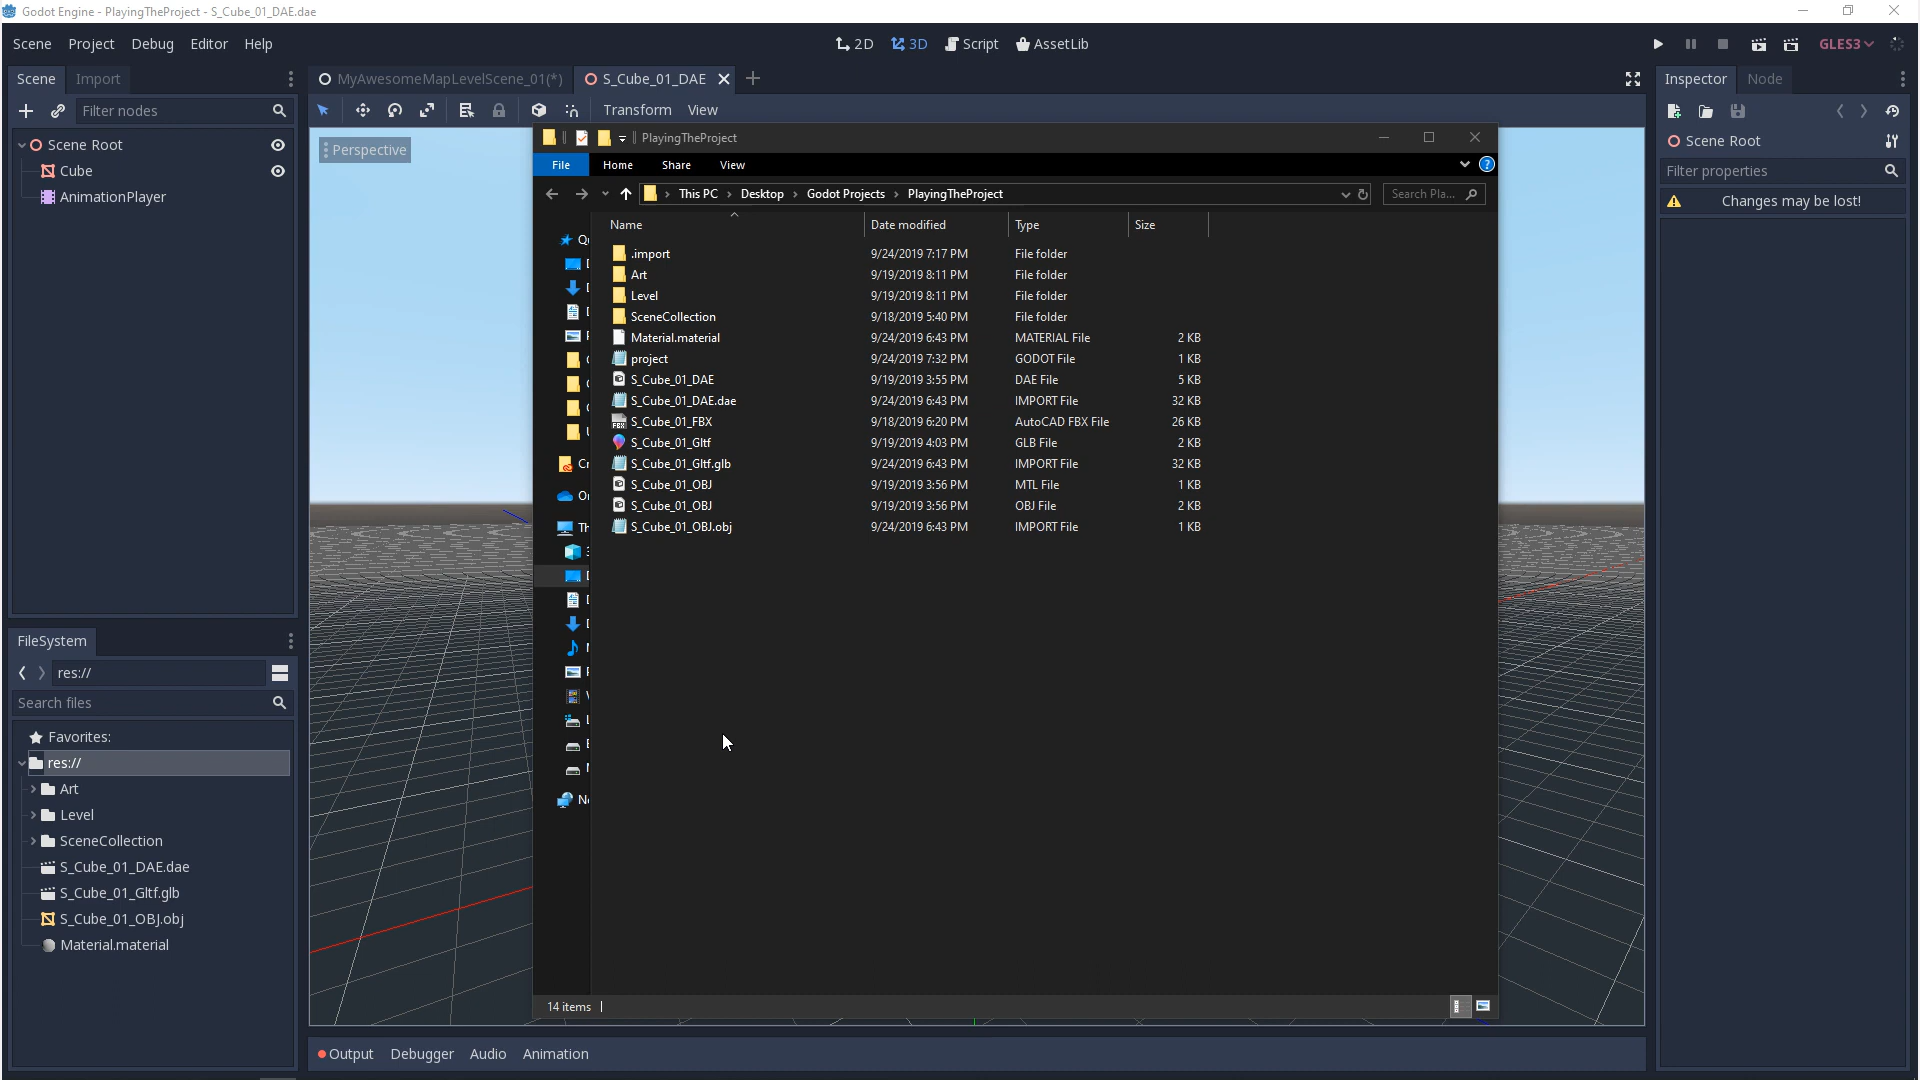 Godot Engine - PlayingTheProject - S_Cube_01_DAE.dae
Scene Project Debug Editor Help
2D 3D Script AssetLib
GLES3
Scene Import
MyAwesomeMapLevelScene_01(*) S_Cube_01_DAE
Inspector Node
Filter nodes
Transform View
Scene Root
Cube
AnimationPlayer
Perspective
PlayingTheProject
File Home Share View
This PC Desktop Godot Projects PlayingTheProject
Search Pla...
Name Date modified Type Size
.import 9/24/2019 7:17 PM File folder
Art 9/19/2019 8:11 PM File folder
Level 9/19/2019 8:11 PM File folder
SceneCollection 9/18/2019 5:40 PM File folder
Material.material 9/24/2019 6:43 PM MATERIAL File 2 KB
project 9/24/2019 7:32 PM GODOT File 1 KB
S_Cube_01_DAE 9/19/2019 3:55 PM DAE File 5 KB
S_Cube_01_DAE.dae 9/24/2019 6:43 PM IMPORT File 32 KB
S_Cube_01_FBX 9/18/2019 6:20 PM AutoCAD FBX File 26 KB
S_Cube_01_Gltf 9/19/2019 4:03 PM GLB File 2 KB
S_Cube_01_Gltf.glb 9/24/2019 6:43 PM IMPORT File 32 KB
S_Cube_01_OBJ 9/19/2019 3:56 PM MTL File 1 KB
S_Cube_01_OBJ 9/19/2019 3:56 PM OBJ File 2 KB
S_Cube_01_OBJ.obj 9/24/2019 6:43 PM IMPORT File 1 KB
14 items
Scene Root
Filter properties
Changes may be lost!
FileSystem
res://
Search files
Favorites:
res://
Art
Level
SceneCollection
S_Cube_01_DAE.dae
S_Cube_01_Gltf.glb
S_Cube_01_OBJ.obj
Material.material
Output Debugger Audio Animation